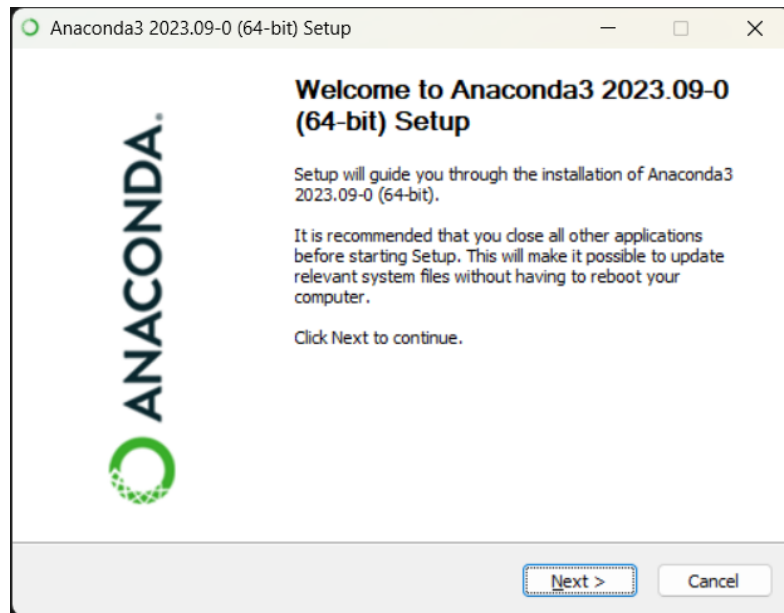 Anaconda3 2023.09-0 (64-bit) Setup
ANACONDA.
Welcome to Anaconda3 2023.09-0
(64-bit) Setup
Setup will guide you through the installation of Anaconda3
2023.09-0 (64-bit).
It is recommended that you close all other applications
before starting Setup. This will make it possible to update
relevant system files without having to reboot your
computer.
Click Next to continue.
Next >
Cancel